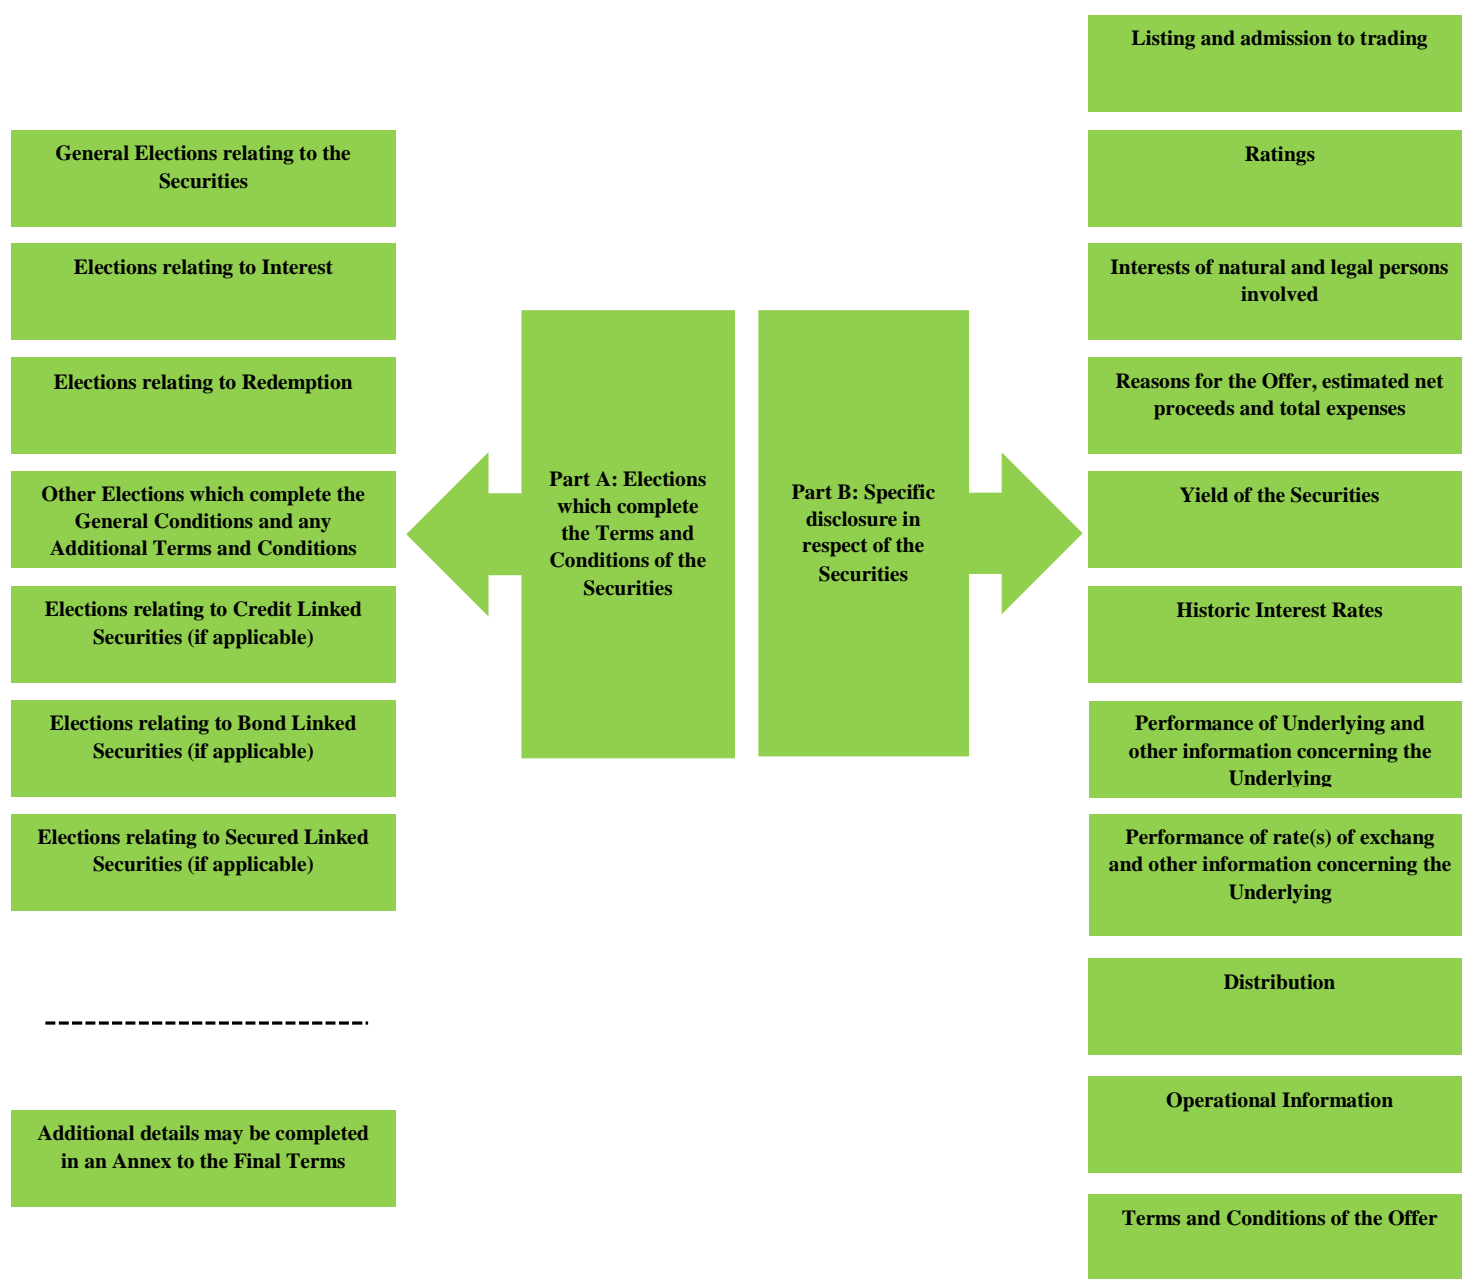 General Elections relating to the
Securities
Elections relating to Interest
Elections relating to Redemption
Other Elections which complete the
General Conditions and any
Additional Terms and Conditions
Elections relating to Credit Linked
Securities (if applicable)
Elections relating to Bond Linked
Securities (if applicable)
Elections relating to Secured Linked
Securities (if applicable)
Additional details may be completed
in an Annex to the Final Terms
Part A: Elections
which complete
the Terms and
Conditions of the
Securities
Part B: Specific
disclosure in
respect of the
Securities
Listing and admission to trading
Ratings
Interests of natural and legal persons
involved
Reasons for the Offer, estimated net
proceeds and total expenses
Yield of the Securities
Historic Interest Rates
Performance of Underlying and
other information concerning the
Underlying
Performance of rate(s) of exchang
and other information concerning the
Underlying
Distribution
Operational Information
Terms and Conditions of the Offer